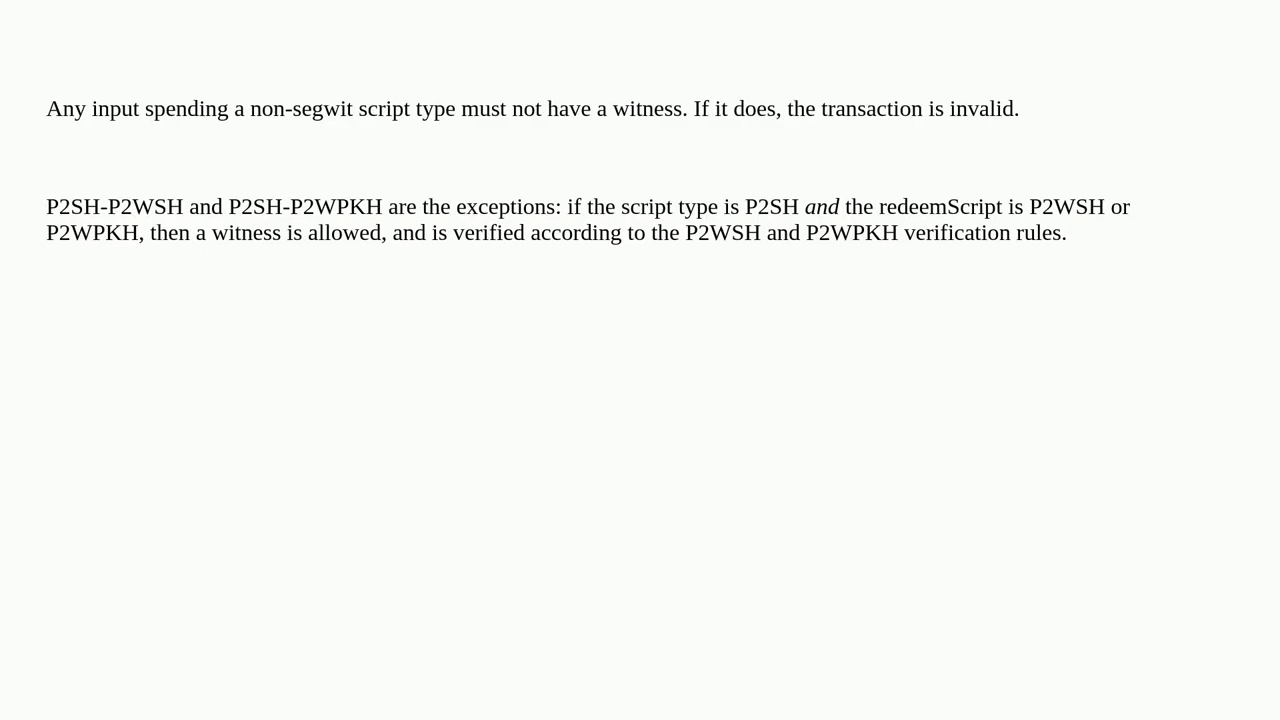 Any input spending a non-segwit script type must not have a witness. If it does, the transaction is invalid.
P2SH-P2WSH and P2SH-P2WPKH are the exceptions: if the script type is P2SH and the redeemScript is P2WSH or
P2WPKH, then a witness is allowed, and is verified according to the P2WSH and P2WPKH verification rules.